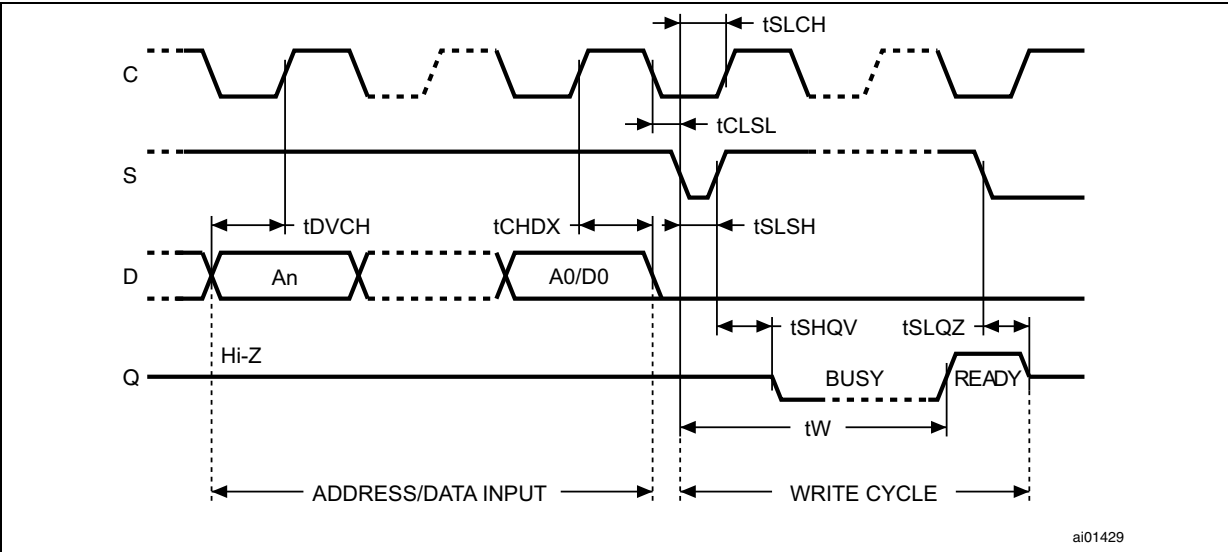 tSLCH
C
tCLSL
S
tDVCH
tCHDX
tSLSH
D
An
A0/D0
tSHQV
tSLQZ
Hi-Z
Q
BUSY
READY
tW
ADDRESS/DATA INPUT
WRITE CYCLE
ai01429